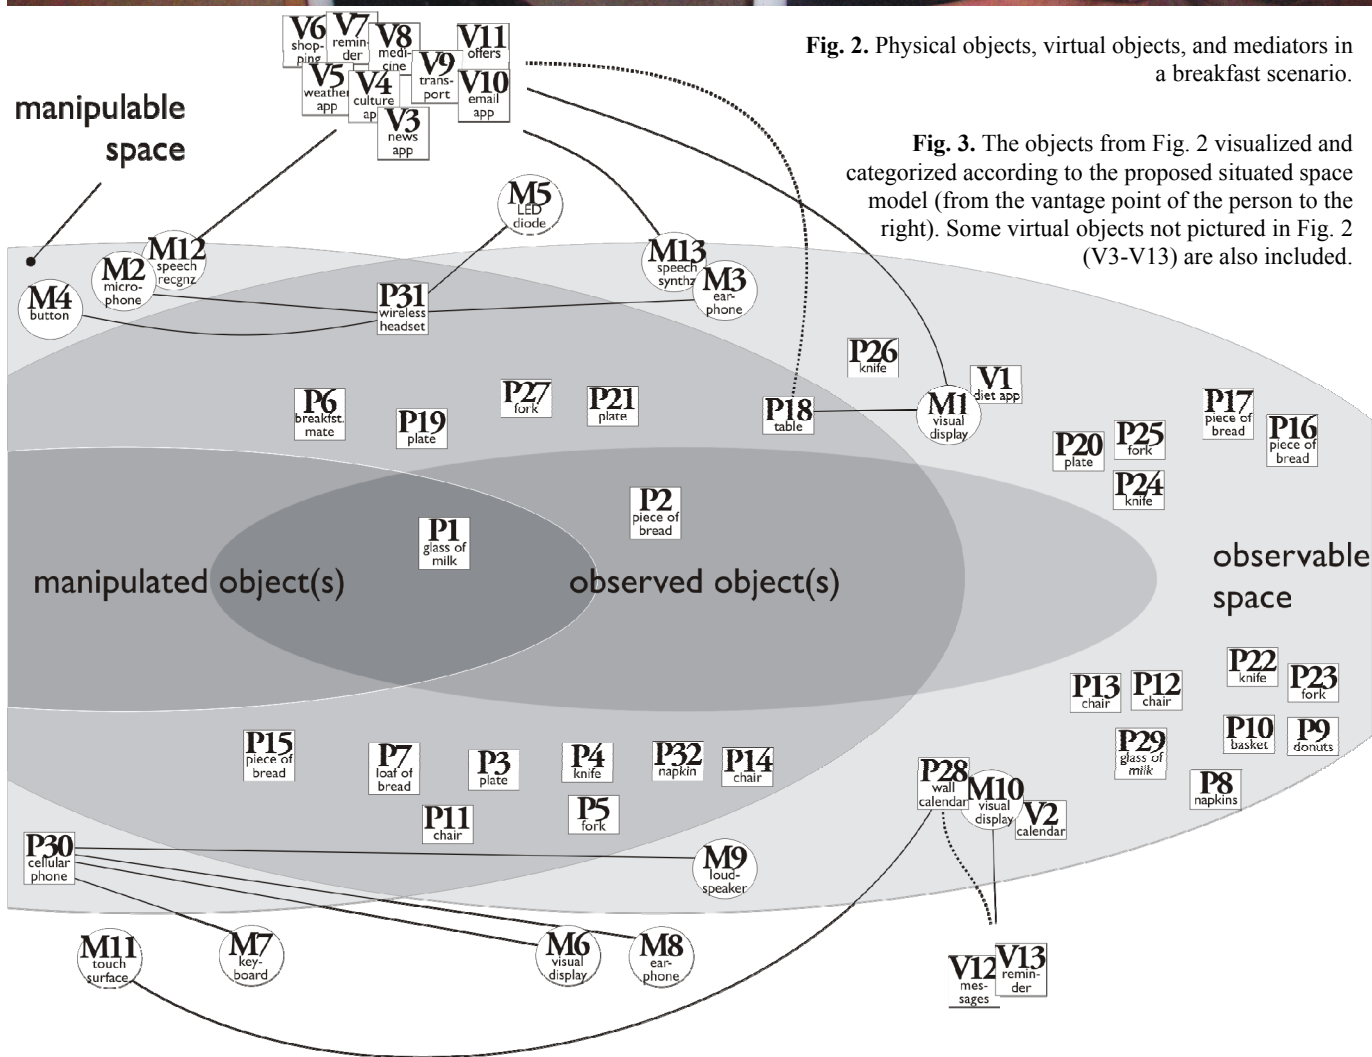 V6
shop-
ping
V7
remin-
der
V8
medi-
cine
V11
offers
V9
trans-
port
V10
email
app
V5
weather
app
V4
culture
ap
V3
news
app
Fig. 2. Physical objects, virtual objects, and mediators in
a breakfast scenario.
Fig. 3. The objects from Fig. 2 visualized and
categorized according to the proposed situated space
model (from the vantage point of the person to the
right). Some virtual objects not pictured in Fig. 2
(V3-V13) are also included.
manipulable
space
M5
LED
diode
M12
speech
recgnz
M2
micro-
phone
M4
button
P31
wireless
headset
M13
speech
synthz
M3
ear-
phone
P26
knife
V1
diet app
M1
visual
display
P18
table
P6
breakfst.
mate
P19
plate
P27
fork
P21
plate
P17
piece of
bread
P16
piece of
bread
P20
plate
P25
fork
P24
knife
P2
piece of
bread
P1
glass of
milk
manipulated object(s)
observed object(s)
observable
space
P22
knife
P23
fork
P13
chair
P12
chair
P10
basket
P9
donuts
P29
glass of
milk
P8
napkins
P15
piece of
bread
P7
loaf of
bread
P3
plate
P4
knife
P32
napkin
P14
chair
P11
chair
P5
fork
P28
wall
calendar
M10
visual
display
V2
calendar
P30
cellular
phone
M9
loud-
speaker
M11
touch
surface
M7
key-
board
M6
visual
display
M8
ear-
phone
V12
mes-
sages
V13
remin-
der